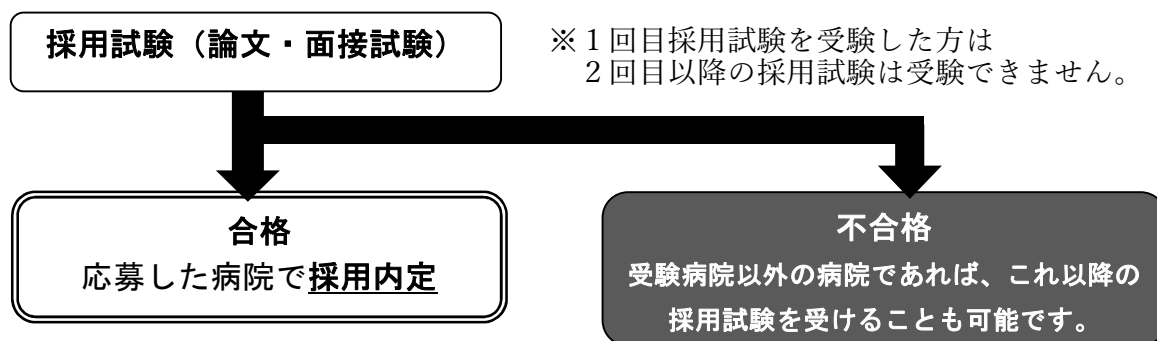 採用試験（論文・面接試験）
※１回目採用試験を受験した方は
２回目以降の採用試験は受験できません。
合格
応募した病院で採用内定
不合格
受験病院以外の病院であれば、これ以降の
採用試験を受けることも可能です。